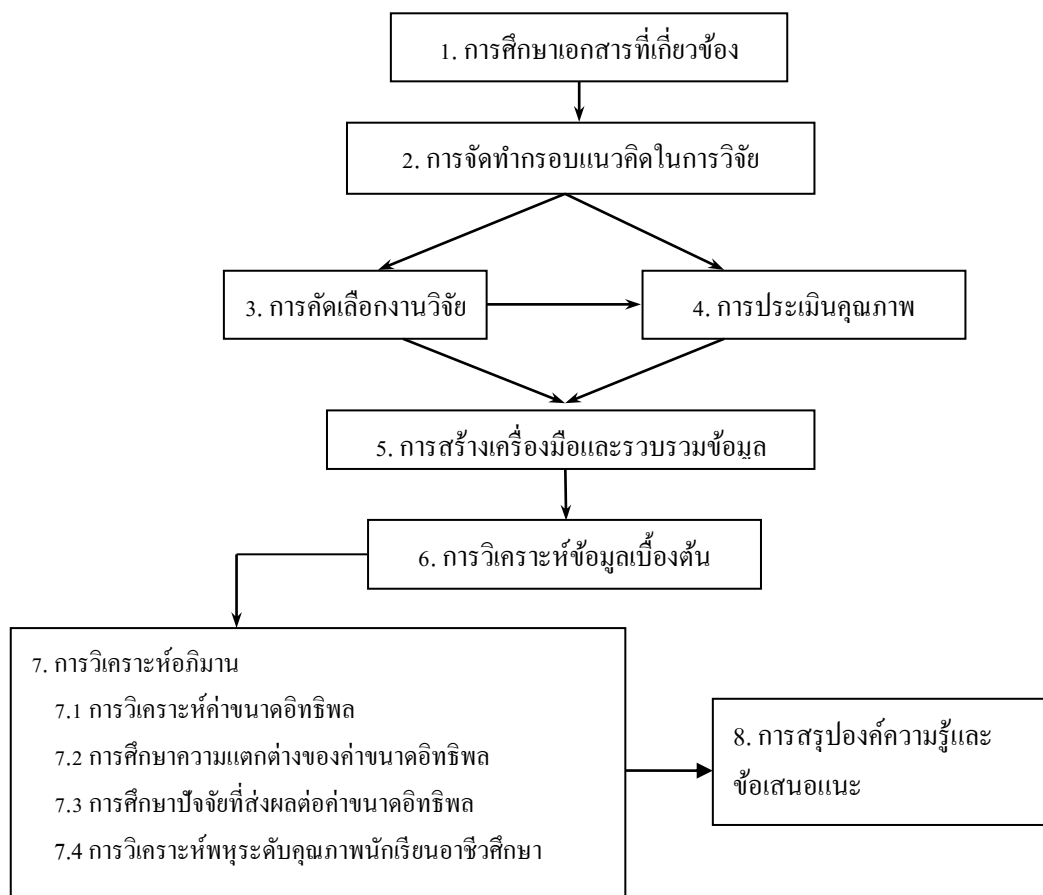 1. การศึกษาเอกสารที่เกี่ยวข้อง
2. การจัดทำกรอบแนวคิดในการวิจัย
3. การคัดเลือกงานวิจัย
4. การประเมินคุณภาพ
5. การสร้างเครื่องมือและรวบรวมข้อมูล
6. การวิเคราะห์ข้อมูลเบื้องต้น
7. การวิเคราะห์อภิมาน
7.1 การวิเคราะห์ค่าขนาดอิทธิพล
7.2 การศึกษาความแตกต่างของค่าขนาดอิทธิพล
7.3 การศึกษาปัจจัยที่ส่งผลต่อค่าขนาดอิทธิพล
7.4 การวิเคราะห์พหุระดับคุณภาพนักเรียนอาชีวศึกษา
8. การสรุปองค์ความรู้และ
ข้อเสนอแนะ